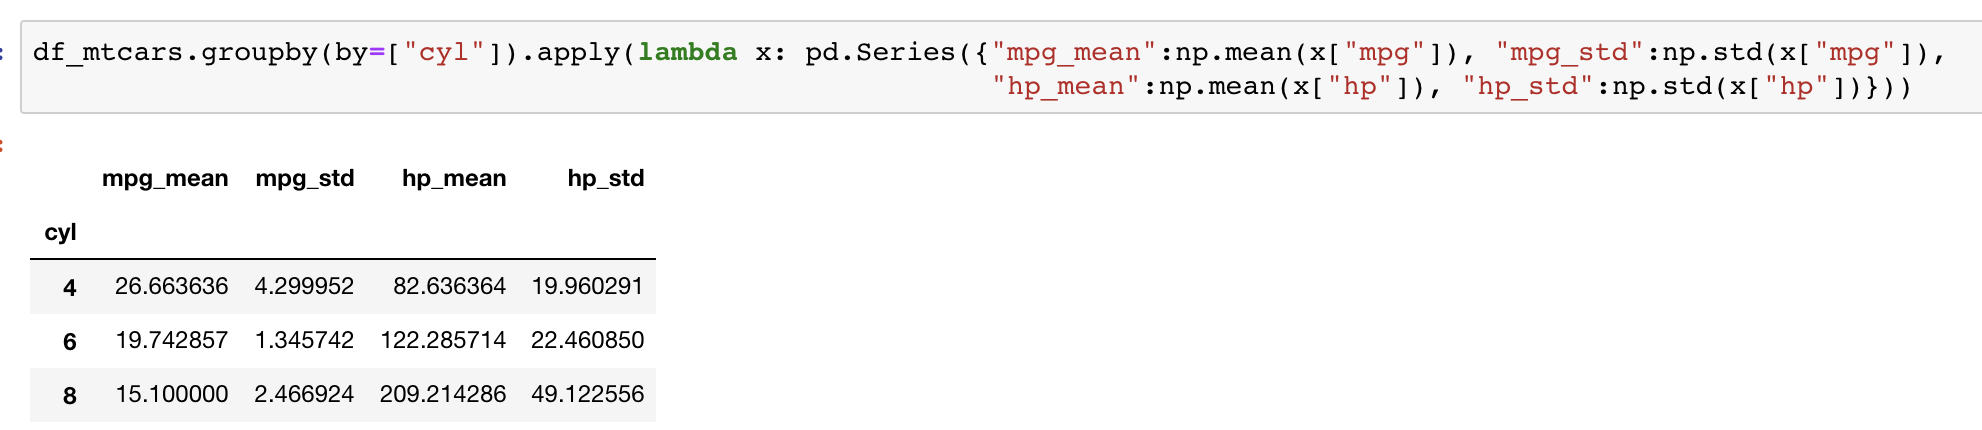 df_mtcars.groupby(by=["cyl"]).apply(lambda x: pd.Series({"mpg_mean":np.mean(x["mpg"]), "mpg_std":np.std(x["mpg"]),
"hp_mean":np.mean(x["hp"]), "hp_std":np.std(x["hp"])}))
mpg_mean mpg_std hp_mean hp_std
cyl
4 26.663636 4.299952 82.636364 19.960291
6 19.742857 1.345742 122.285714 22.460850
8 15.100000 2.466924 209.214286 49.122556